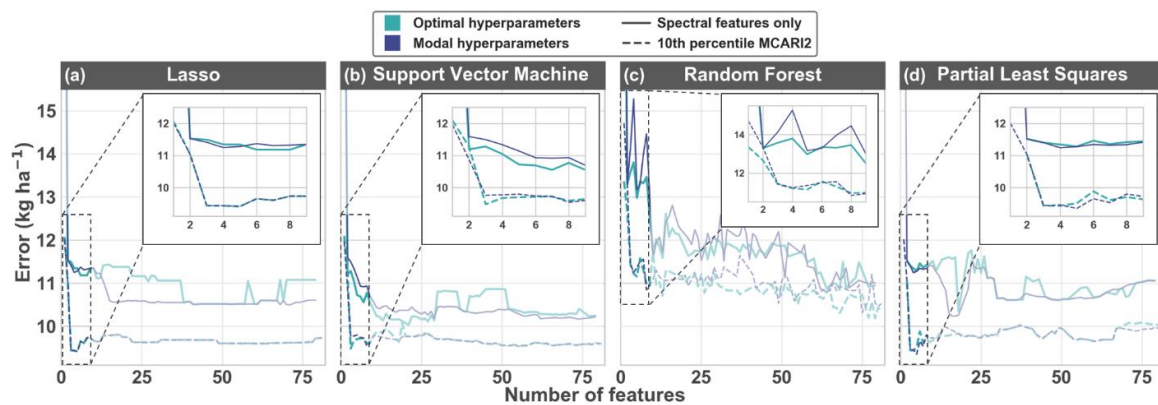 Optimal hyperparameters
Modal hyperparameters
Spectral features only
10th percentile MCARI2
(a) Lasso
(b) Support Vector Machine
(c) Random Forest
(d) Partial Least Squares
Error (kg ha⁻¹)
15
14
13
12
11
10
12
11
10
2 4 6 8
12
11
10
2 4 6 8
14
12
2 4 6 8
12
11
10
2 4 6 8
0 25 50 75
0 25 50 75
0 25 50 75
0 25 50 75
Number of features